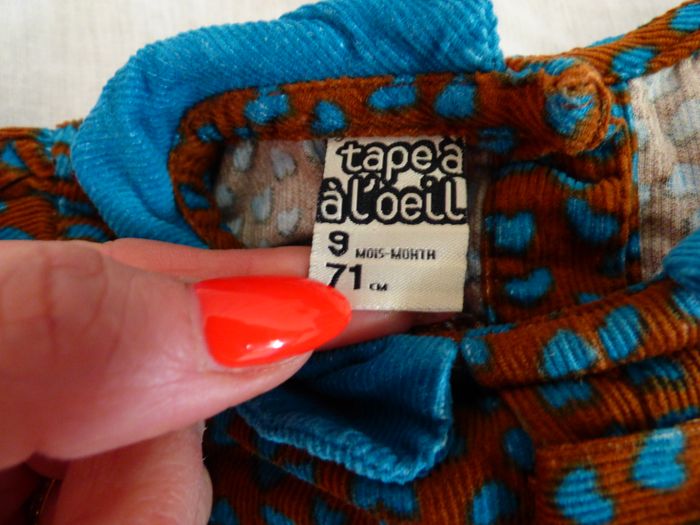 tape à
à l'oeil
9 MOIS-MONTH
71 CM